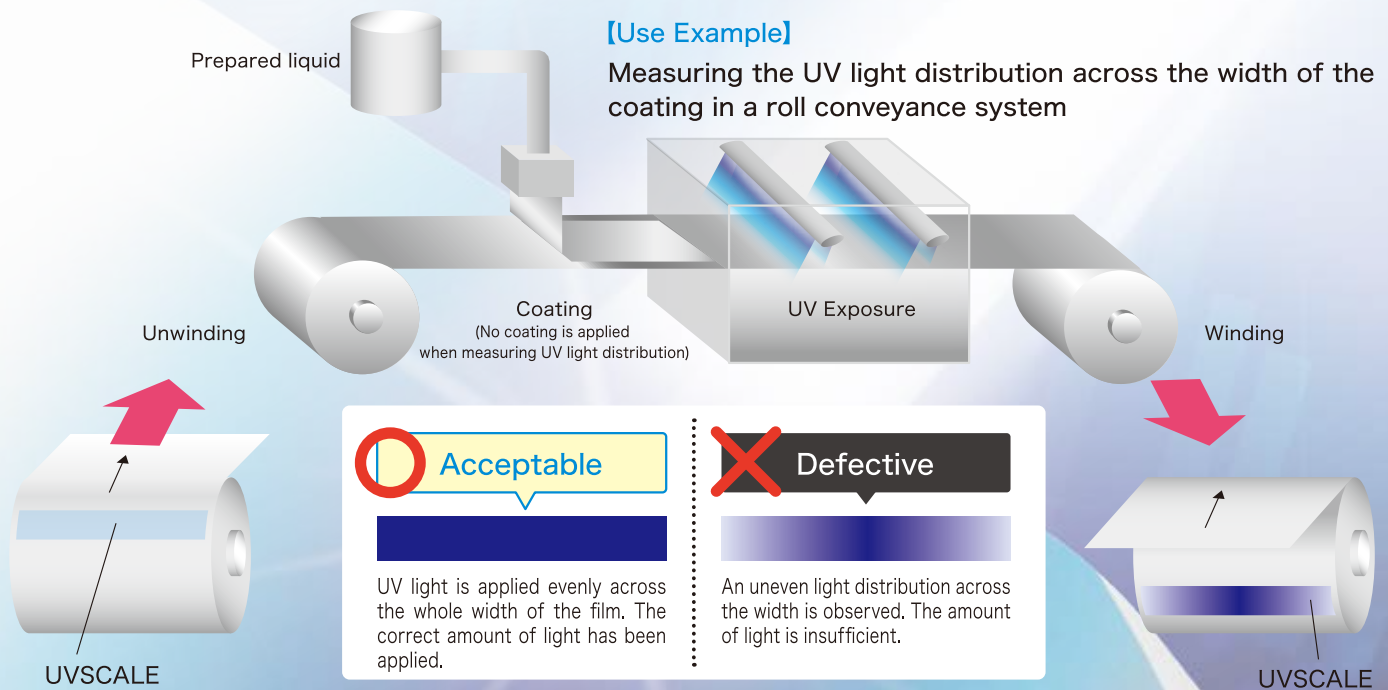 【Use Example】
Measuring the UV light distribution across the width of the
coating in a roll conveyance system
Prepared liquid
Coating
(No coating is applied
when measuring UV light distribution)
UV Exposure
Unwinding
Winding
Acceptable
UV light is applied evenly across
the whole width of the film. The
correct amount of light has been
applied.
Defective
An uneven light distribution across
the width is observed. The amount
of light is insufficient.
UVSCALE
UVSCALE